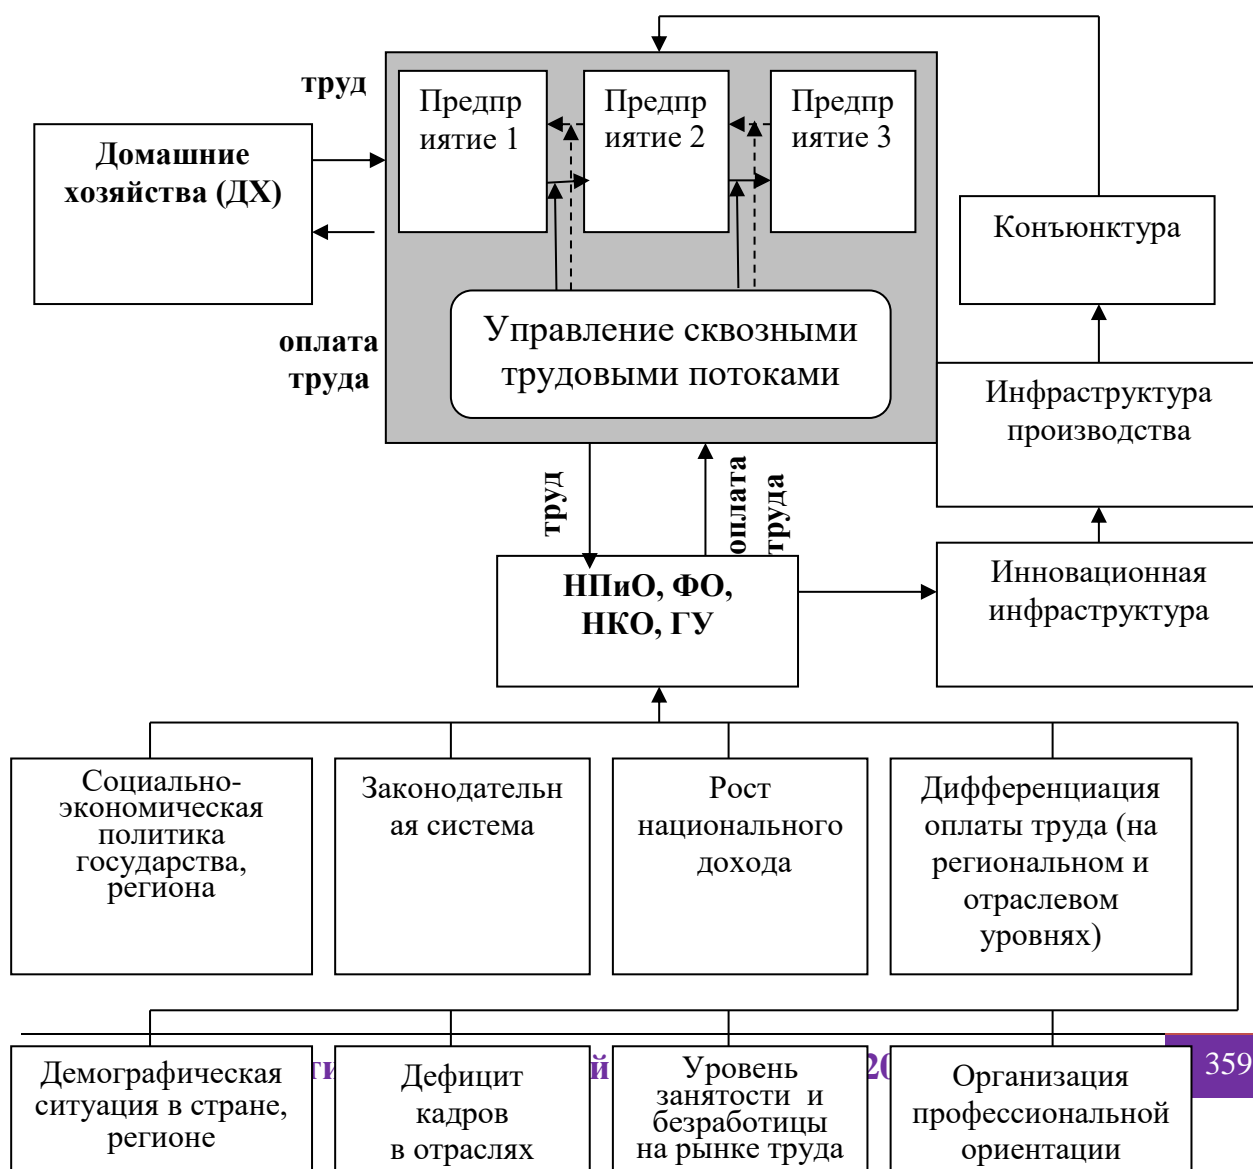 труд
Предпр
иятие 1
Предпр
иятие 2
Предпр
иятие 3
Домашние
хозяйства (ДХ)
Конъюнктура
оплата
труда
Управление сквозными
трудовыми потоками
Инфраструктура
производства
труд
оплата
труда
НПиО, ФО,
НКО, ГУ
Инновационная
инфраструктура
Социально-
экономическая
политика
государства,
региона
Законодательн
ая система
Рост
национального
дохода
Дифференциация
оплаты труда (на
региональном и
отраслевом
уровнях)
359
Демографическая
ситуация в стране,
регионе
Дефицит
кадров
в отраслях
Уровень
занятости и
безработицы
на рынке труда
Организация
профессиональной
ориентации